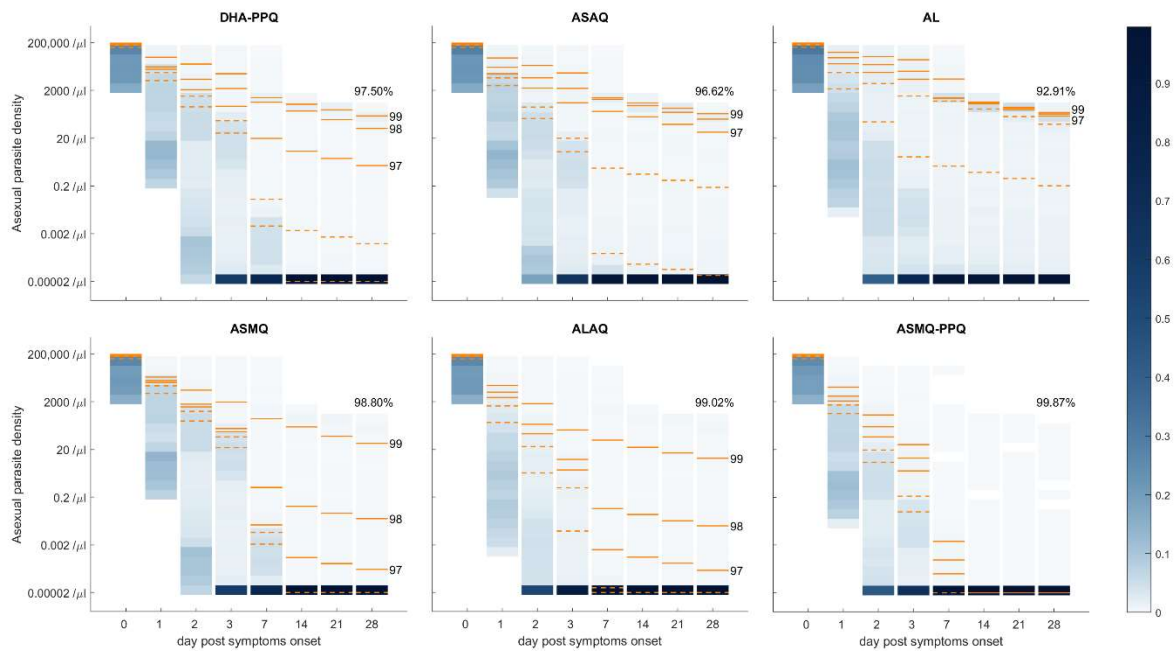 DHA-PPQ
ASAQ
AL
Asexual parasite density
200,000 /μl
2000 /μl
20 /μl
0.2 /μl
0.002 /μl
0.00002 /μl
97.50%
99
98
97
96.62%
99
97
92.91%
99
97
ASMQ
ALAQ
ASMQ-PPQ
Asexual parasite density
200,000 /μl
2000 /μl
20 /μl
0.2 /μl
0.002 /μl
0.00002 /μl
98.80%
99
98
97
99.02%
99
98
97
99.87%
0 1 2 3 7 14 21 28
day post symptoms onset
0 1 2 3 7 14 21 28
day post symptoms onset
0 1 2 3 7 14 21 28
day post symptoms onset
0.9
0.8
0.7
0.6
0.5
0.4
0.3
0.2
0.1
0